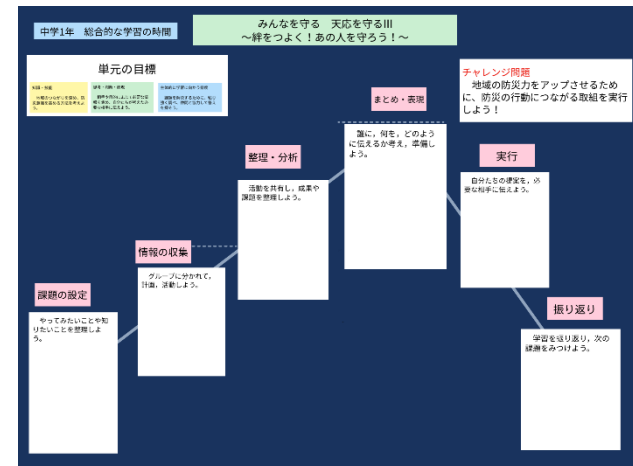 中学1年　総合的な学習の時間
みんなを守る　天応を守るⅢ
～絆をつよく！あの人を守ろう！～
単元の目標
チャレンジ問題
地域の防災力をアップさせるため
に、防災の行動につながる取組を実行
しよう！
まとめ・表現
誰に，何を，どのよう
に伝えるか考え，準備し
よう。
整理・分析
活動を共有し，成果や
課題を整理しよう。
実行
自分たちの提案を，必
要な相手に伝えよう。
情報の収集
グループに分かれて，
計画，活動しよう。
課題の設定
やってみたいことや知
りたいことを整理しよ
う。
振り返り
学習を振り返り，次の
課題をみつけよう。